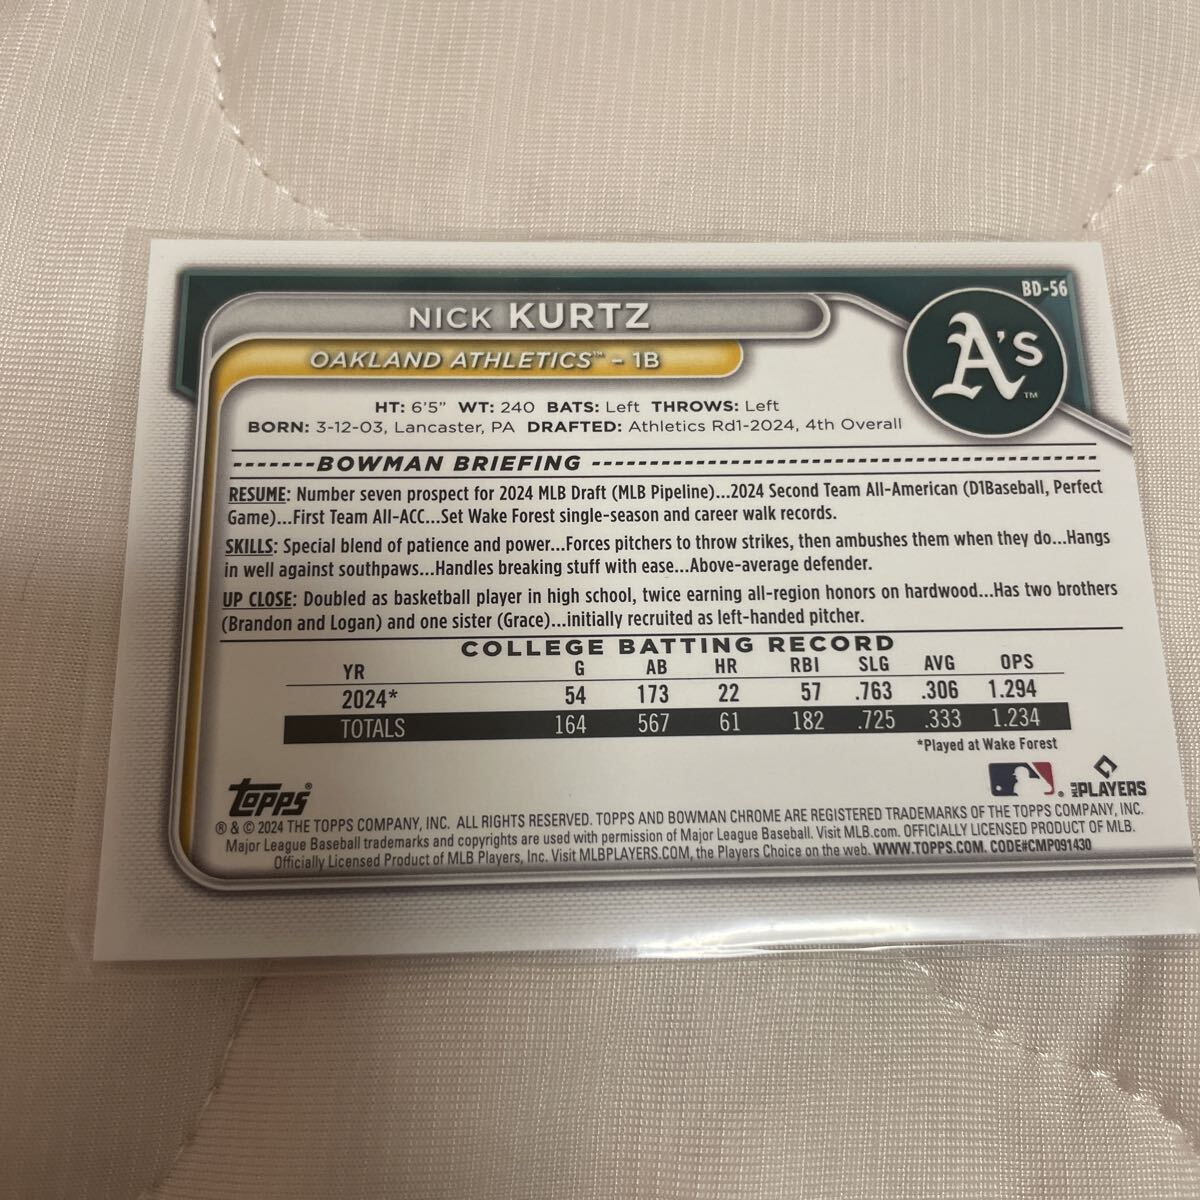 BD-56
NICK KURTZ
A's™
OAKLAND ATHLETICS™ – 1B
HT: 6'5" WT: 240 BATS: Left THROWS: Left
BORN: 3-12-03, Lancaster, PA DRAFTED: Athletics Rd1-2024, 4th Overall
BOWMAN BRIEFING
RESUME: Number seven prospect for 2024 MLB Draft (MLB Pipeline)...2024 Second Team All-American (D1Baseball, Perfect
Game)...First Team All-ACC...Set Wake Forest single-season and career walk records.
SKILLS: Special blend of patience and power...Forces pitchers to throw strikes, then ambushes them when they do...Hangs
in well against southpaws...Handles breaking stuff with ease...Above-average defender.
UP CLOSE: Doubled as basketball player in high school, twice earning all-region honors on hardwood...Has two brothers
(Brandon and Logan) and one sister (Grace)...initially recruited as left-handed pitcher.
COLLEGE BATTING RECORD
YR G AB HR RBI SLG AVG OPS
2024* 54 173 22 57 .763 .306 1.294
TOTALS 164 567 61 182 .725 .333 1.234
*Played at Wake Forest
Topps®
® MLB PLAYERS
® & © 2024 THE TOPPS COMPANY, INC. ALL RIGHTS RESERVED. TOPPS AND BOWMAN CHROME ARE REGISTERED TRADEMARKS OF THE TOPPS COMPANY, INC.
Major League Baseball trademarks and copyrights are used with permission of Major League Baseball. Visit MLB.com. OFFICIALLY LICENSED PRODUCT OF MLB.
Officially Licensed Product of MLB Players, Inc. Visit MLBPLAYERS.COM, the Players Choice on the web. WWW.TOPPS.COM. CODE#CMP091430